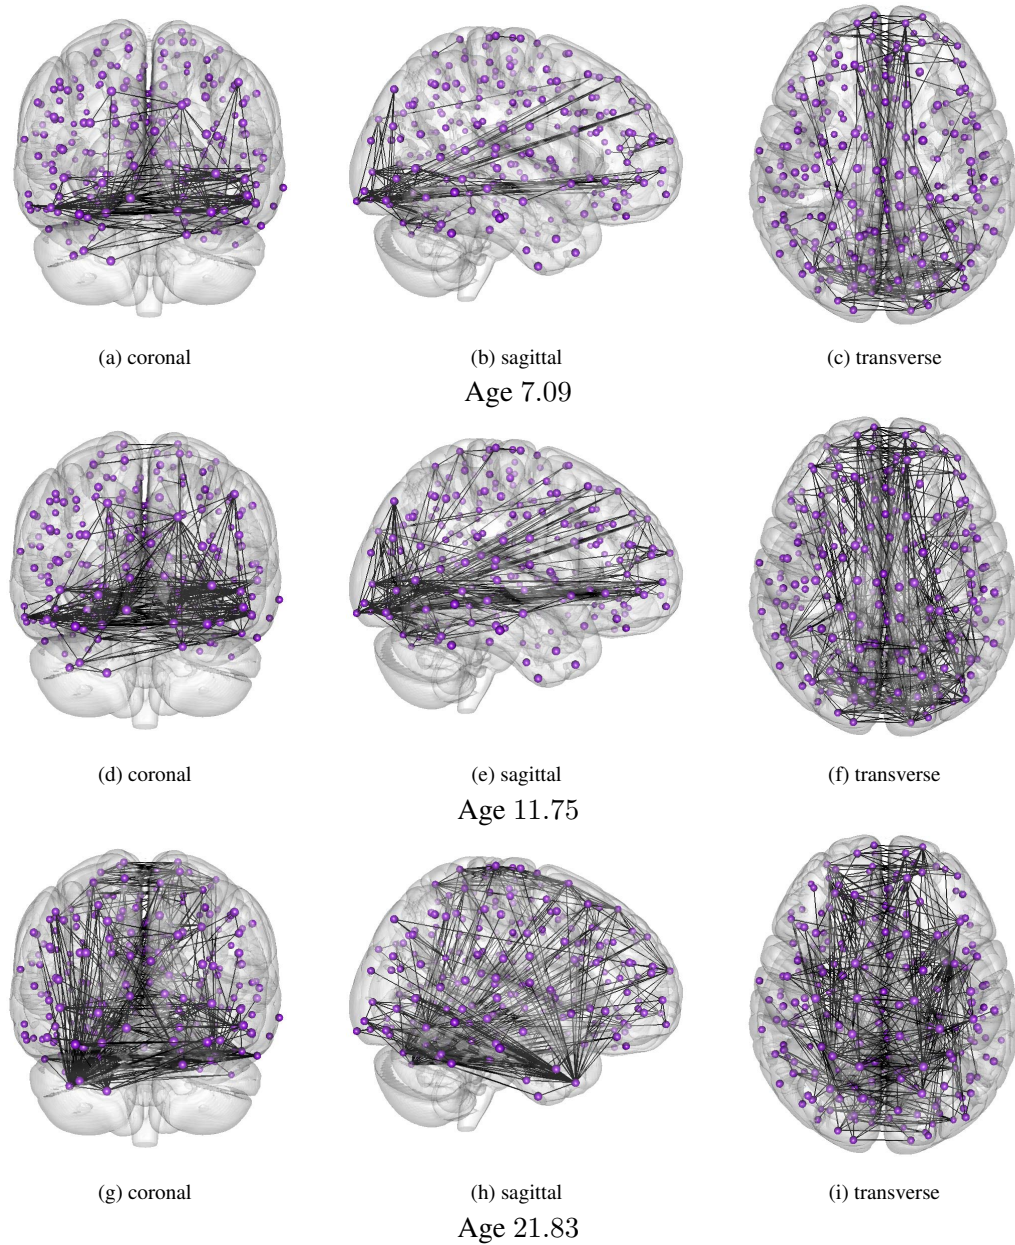 (a) coronal (b) sagittal (c) transverse
Age 7.09
(d) coronal (e) sagittal (f) transverse
Age 11.75
(g) coronal (h) sagittal (i) transverse
Age 21.83